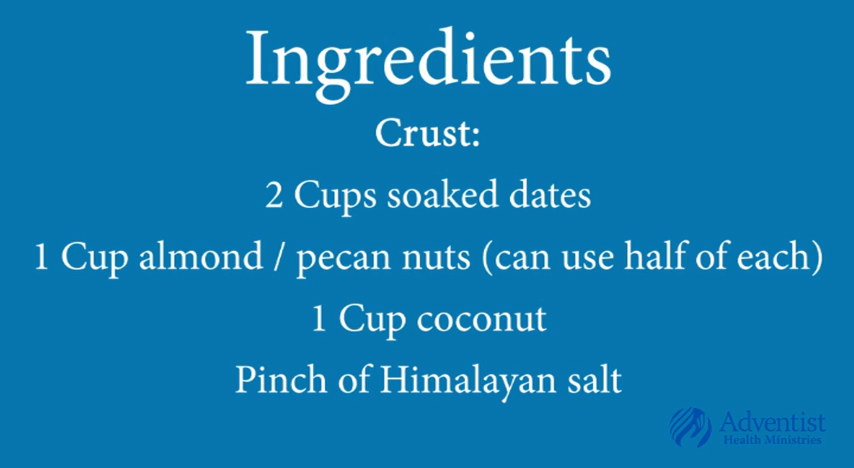 Ingredients
Crust:
2 Cups soaked dates
1 Cup almond / pecan nuts (can use half of each)
1 Cup coconut
Pinch of Himalayan salt
Adventist
Health Ministries